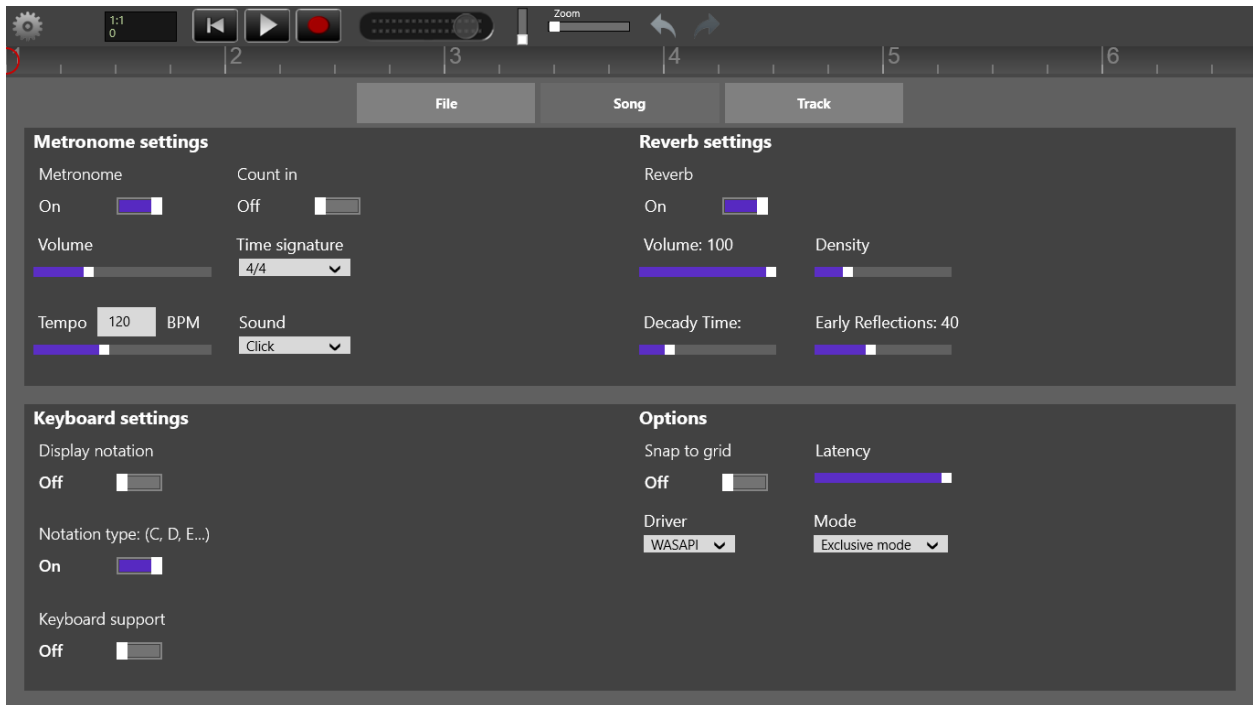 1:1
0
Zoom
1
2
3
4
5
6
File
Song
Track
Metronome settings
Metronome
Count in
On
Off
Volume
Time signature
4/4
Tempo 120 BPM
Sound
Click
Reverb settings
Reverb
On
Volume: 100
Density
Decady Time:
Early Reflections: 40
Keyboard settings
Display notation
Off
Notation type: (C, D, E...)
On
Keyboard support
Off
Options
Snap to grid
Latency
Off
Driver
Mode
WASAPI
Exclusive mode